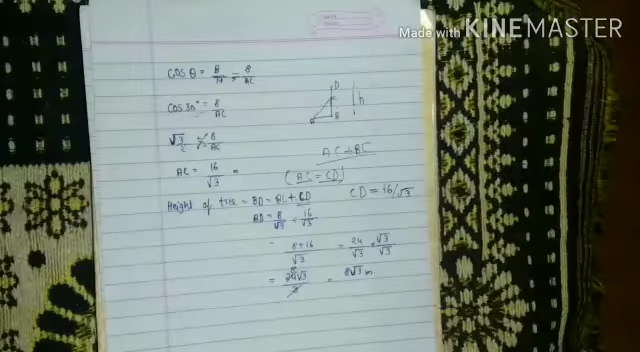 Made with KINEMASTER
cos θ = B/H = 8/AC
cos 30° = 8/AC
√3/2 = 8/AC
AC = 16/√3 m
D
h
A B
AC + BC
(AC = CD)
CD = 16/√3
Height of tree = BD = BC + CD
BD = 8/√3 + 16/√3
= 8+16/√3 = 24/√3 × √3/√3
= 24√3/3 = 8√3 m.